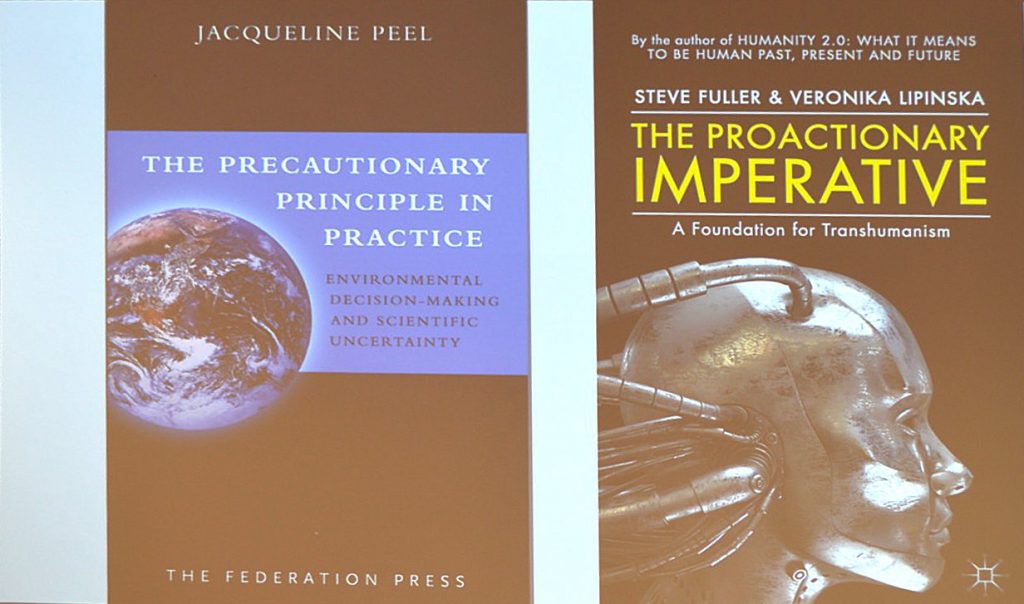 JACQUELINE PEEL
THE PRECAUTIONARY
PRINCIPLE IN
PRACTICE
ENVIRONMENTAL
DECISION-MAKING
AND SCIENTIFIC
UNCERTAINTY
THE FEDERATION PRESS
By the author of HUMANITY 2.0: WHAT IT MEANS
TO BE HUMAN PAST, PRESENT AND FUTURE
STEVE FULLER & VERONIKA LIPINSKA
THE PROACTIONARY
IMPERATIVE
A Foundation for Transhumanism